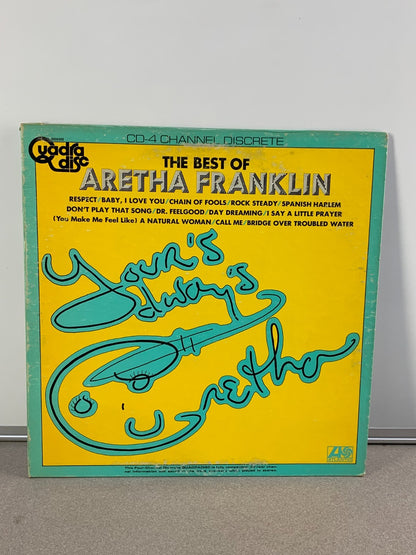 Quadra
disc
CD-4 CHANNEL DISCRETE
THE BEST OF
ARETHA FRANKLIN
RESPECT/BABY, I LOVE YOU/CHAIN OF FOOLS/ROCK STEADY/SPANISH HARLEM
DON'T PLAY THAT SONG/DR. FEELGOOD/DAY DREAMING/I SAY A LITTLE PRAYER
(You Make Me Feel Like) A NATURAL WOMAN/CALL ME/BRIDGE OVER TROUBLED WATER
Your's
Alway's
Aretha